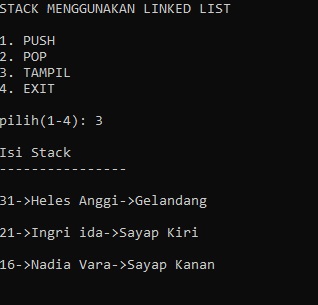 STACK MENGGUNAKAN LINKED LIST
1. PUSH
2. POP
3. TAMPIL
4. EXIT
pilih(1-4): 3
Isi Stack
----------------
31->Heles Anggi->Gelandang
21->Ingri ida->Sayap Kiri
16->Nadia Vara->Sayap Kanan